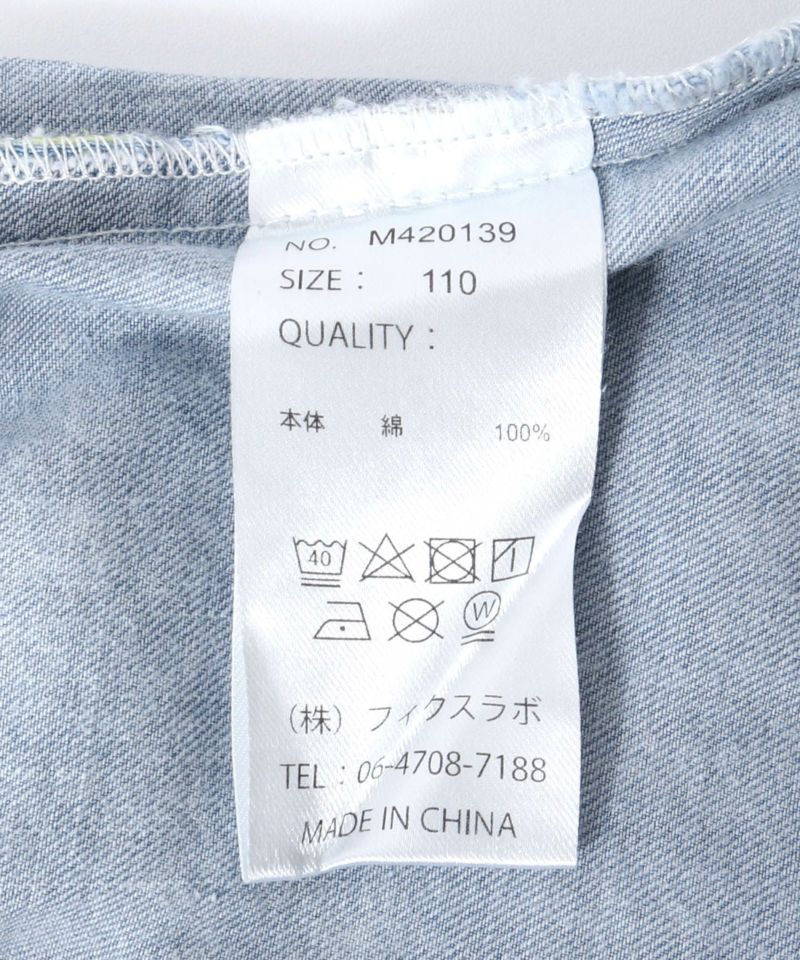 NO. M420139
SIZE : 110
QUALITY :
本体 綿 100%
40
W
(株) フィクスラボ
TEL : 06-4708-7188
MADE IN CHINA